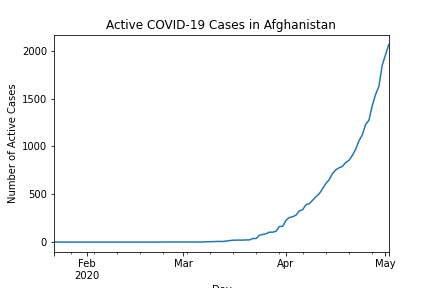 Active COVID-19 Cases in Afghanistan
Number of Active Cases
2000
1500
1000
500
0
Feb
2020
Mar
Apr
May